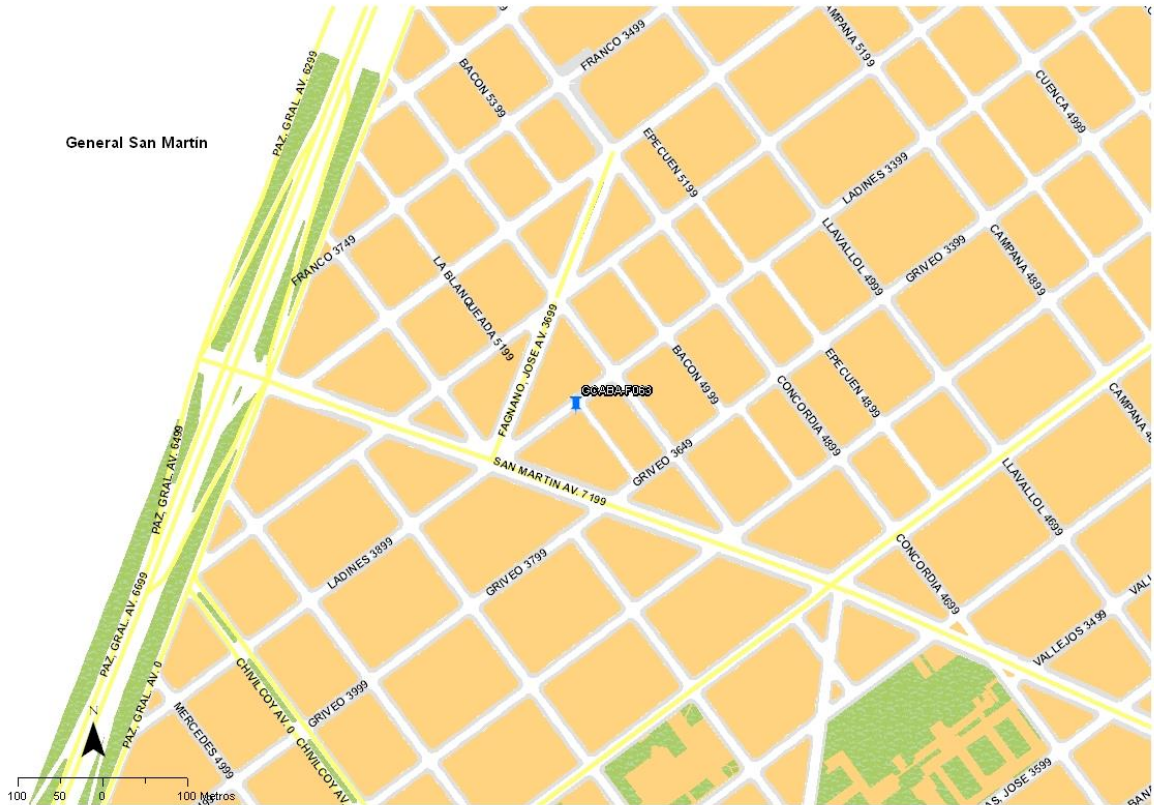 PAZ, GRAL. AV. 6299
FRANCO 3499
CAMPANA 5199
BACON 5399
CUENCA 4999
General San Martín
EPECUEN 5199
LADINES 3399
LLAVALLOL 4999
GRIVEO 3399
CAMPANA 4899
FRANCO 3749
LA BLANQUEADA 5199
FAGNANO, JOSE AV. 3699
BACON 4999
EPECUEN 4899
CONCORDIA 4899
GRIVEO 3649
SAN MARTIN AV. 7199
PAZ, GRAL. AV. 6499
LLAVALLOL 4699
LADINES 3899
GRIVEO 3799
CONCORDIA 4699
VALLEJOS 3499
PAZ, GRAL. AV. 6699
PAZ, GRAL. AV. 0
CHIVILCOY AV. 0
CHIVILCOY AV
GRIVEO 3999
MERCEDES 4999
S, JOSE 3599
100 50 0 100 Metros